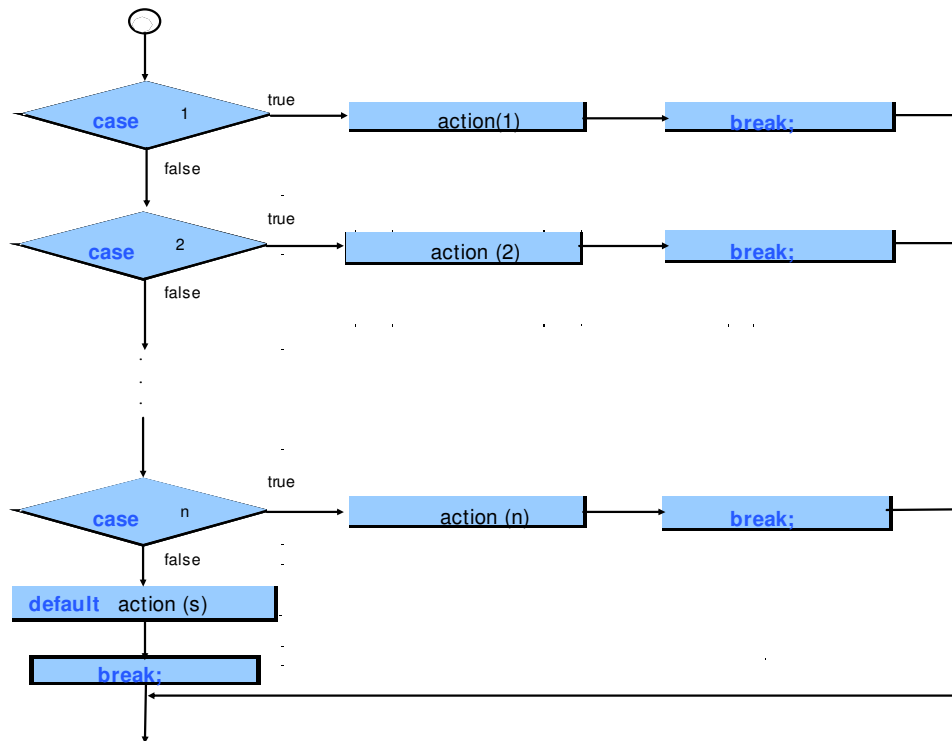 true
case 1
action(1)
break;
false
true
case 2
action (2)
break;
false
.
.
.
true
case n
action (n)
break;
false
default action (s)
break;